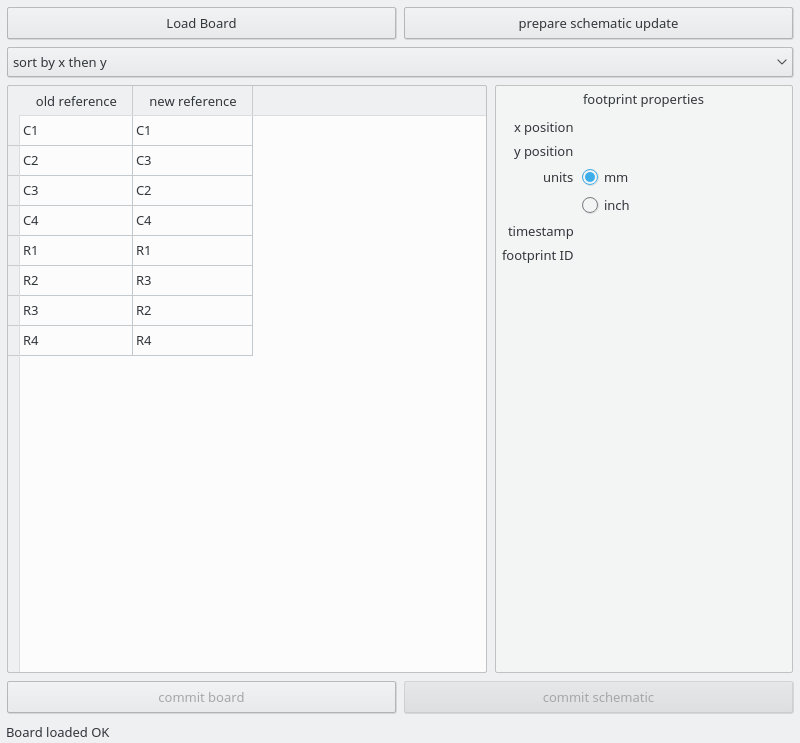 Load Board prepare schematic update
sort by x then y
old reference new reference footprint properties
C1 C1 x position
C2 C3 y position
C3 C2 units mm
C4 C4 inch
R1 R1 timestamp
R2 R3 footprint ID
R3 R2
R4 R4
commit board commit schematic
Board loaded OK